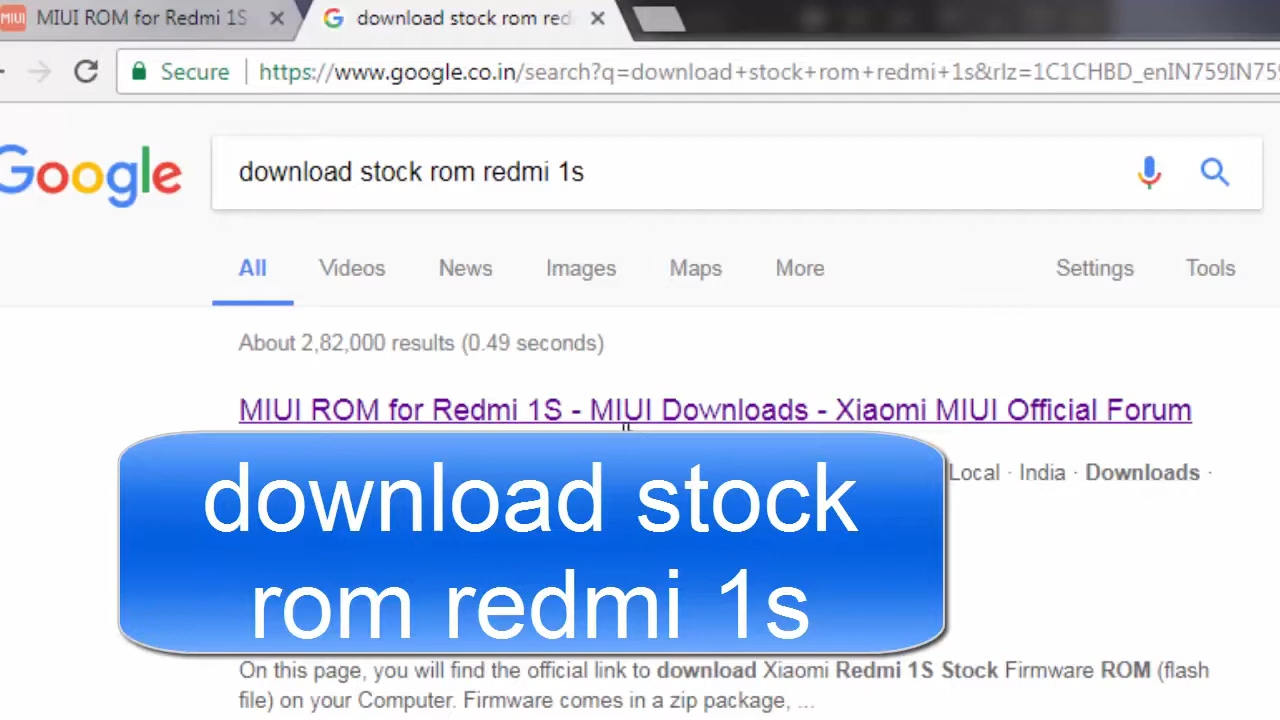 MIUI ROM for Redmi 1S
download stock rom red
Secure
https://www.google.co.in/search?q=download+stock+rom+redmi+1s&rlz=1C1CHBD_enIN759IN759
Google
download stock rom redmi 1s
All Videos News Images Maps More Settings Tools
About 2,82,000 results (0.49 seconds)
MIUI ROM for Redmi 1S - MIUI Downloads - Xiaomi MIUI Official Forum
Local · India · Downloads ·
download stock
rom redmi 1s
On this page, you will find the official link to download Xiaomi Redmi 1S Stock Firmware ROM (flash
file) on your Computer. Firmware comes in a zip package, ...